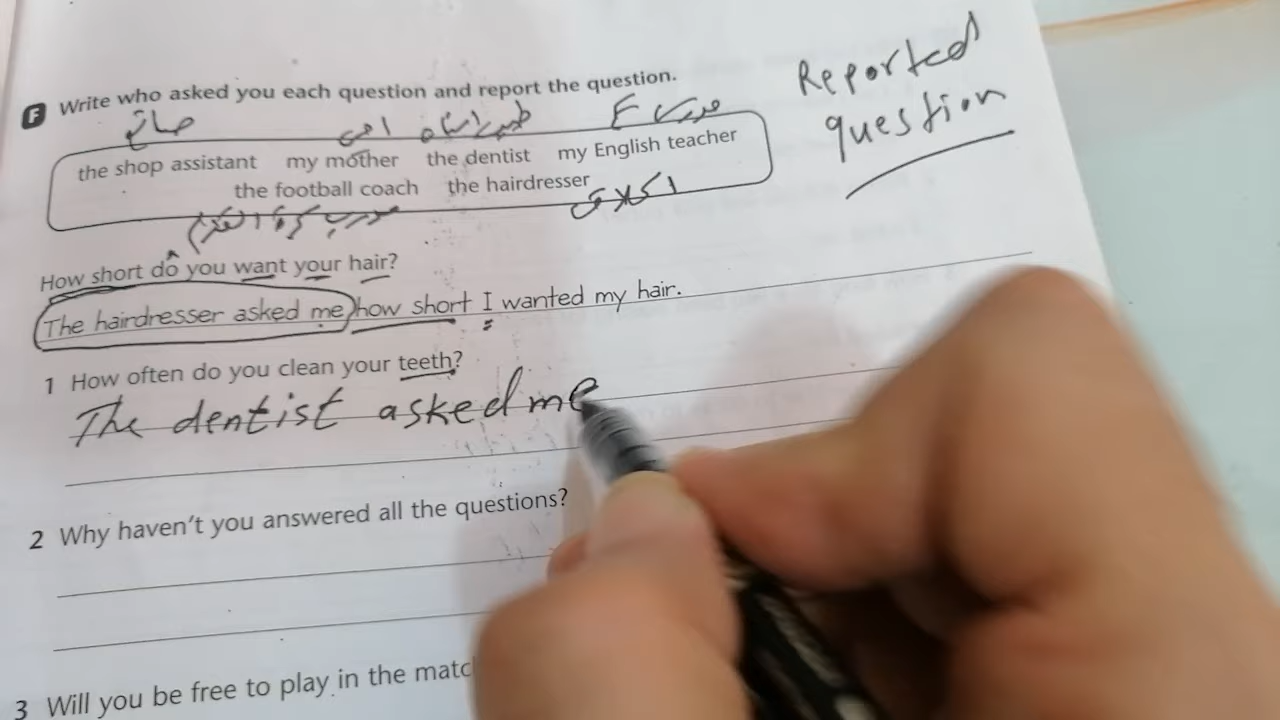 F Write who asked you each question and report the question.
Reported
question
the shop assistant my mother the dentist my English teacher
the football coach the hairdresser
مدرب كرة القدم
How short do you want your hair?
The hairdresser asked me how short I wanted my hair.
1 How often do you clean your teeth?
The dentist asked me
2 Why haven't you answered all the questions?
3 Will you be free to play in the matc